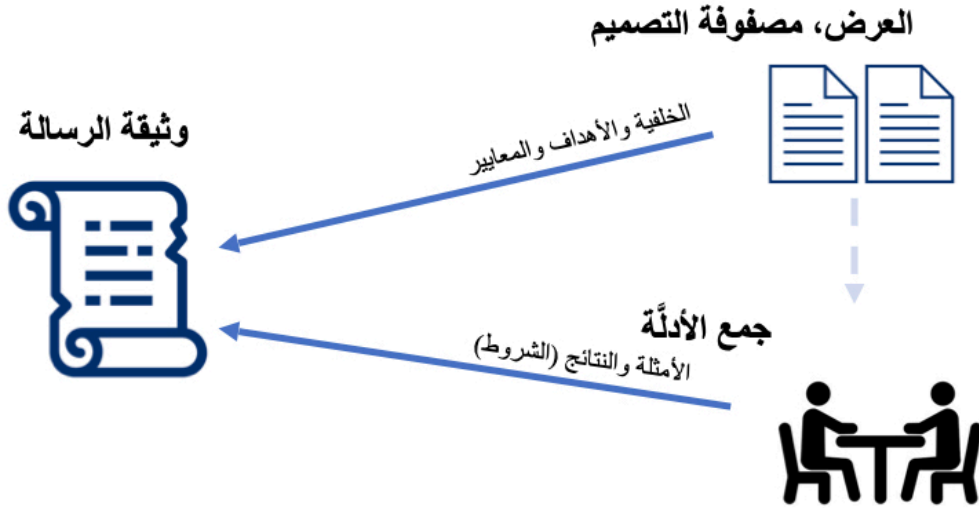 العرض، مصفوفة التصميم
الخلفية والأهداف والمعايير
وثيقة الرسالة
جمع الأدلَّة
الأمثلة والنتائج (الشروط)